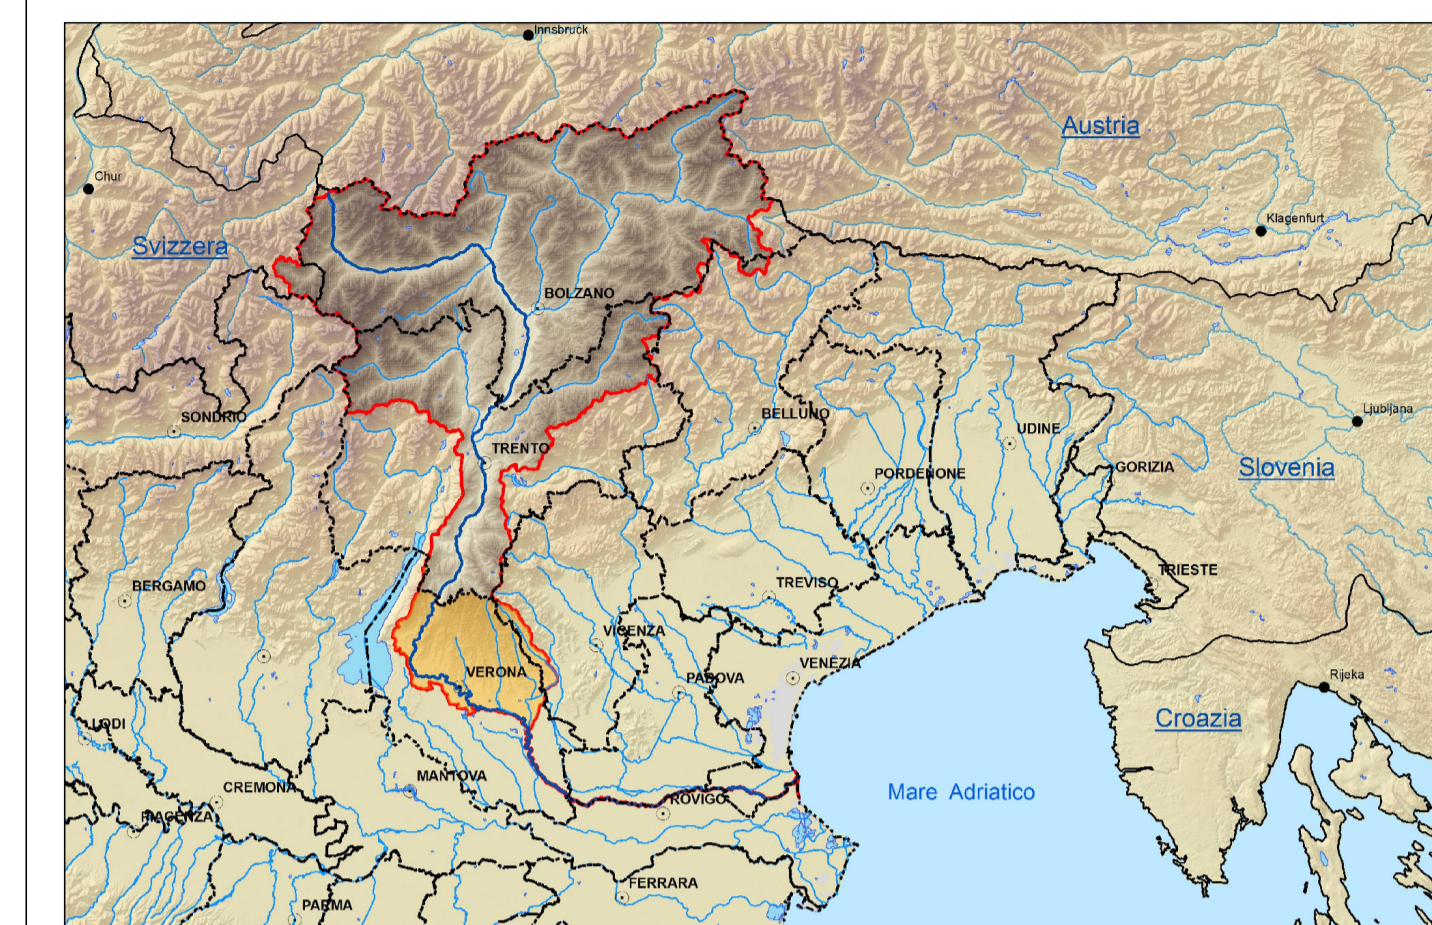 Innsbruck
Austria
Chur
Klagenfurt
Svizzera
BOLZANO
SONDRIO
BELLUNO
Ljubljana
UDINE
TRENTO
GORIZIA
Slovenia
PORDENONE
TRIESTE
BERGAMO
TREVISO
VICENZA
VENEZIA
VERONA
PADOVA
Rijeka
Croazia
LODI
MANTOVA
CREMONA
Mare Adriatico
ROVIGO
PIACENZA
FERRARA
PARMA